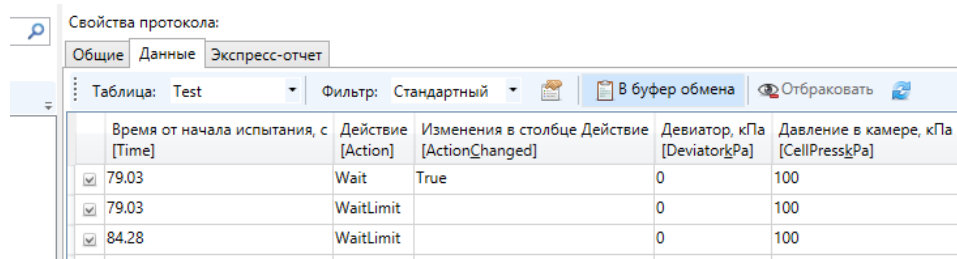 Свойства протокола:
Общие Данные Экспресс-отчет
Таблица: Test Фильтр: Стандартный В буфер обмена Отбраковать
Время от начала испытания, с Действие Изменения в столбце Действие Девиатор, кПа Давление в камере, кПа
[Time] [Action] [ActionChanged] [DeviatorkPa] [CellPresskPa]
79.03 Wait True 0 100
79.03 WaitLimit 0 100
84.28 WaitLimit 0 100